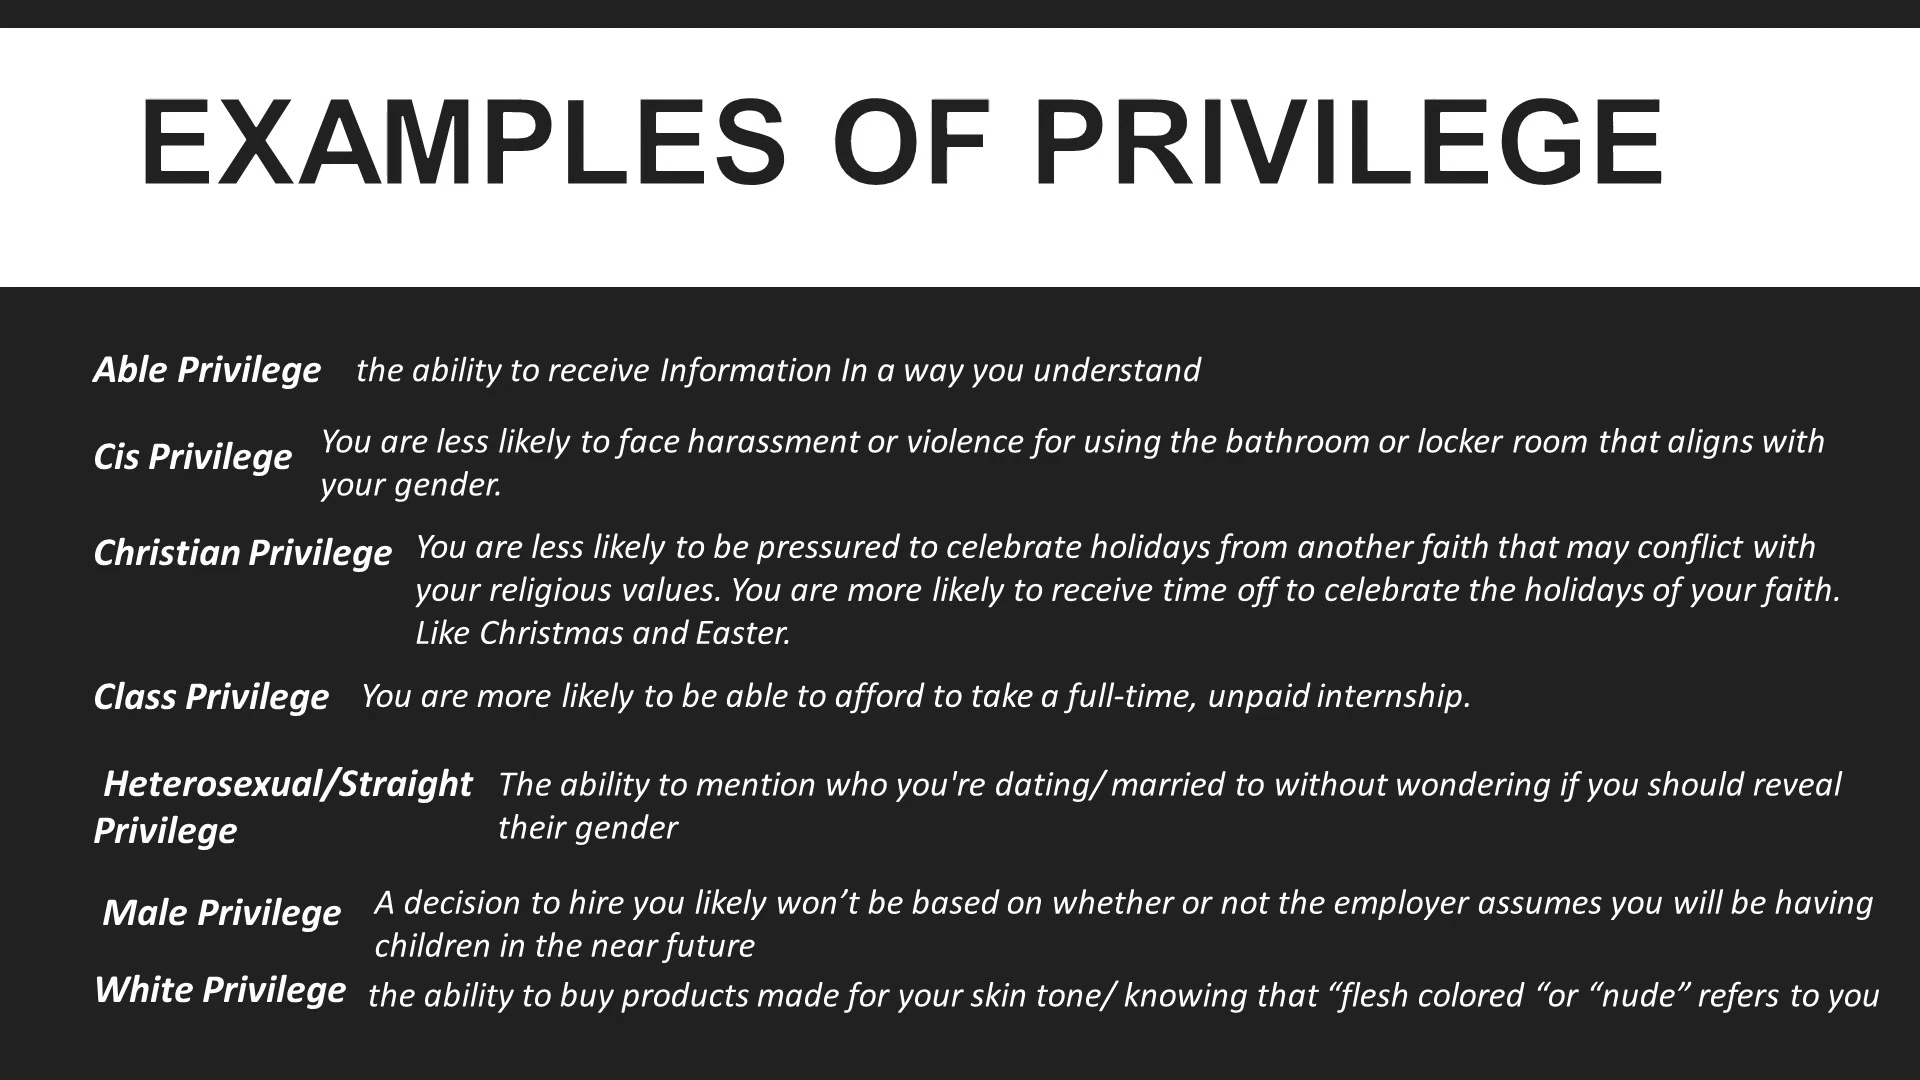 EXAMPLES OF PRIVILEGE
Able Privilege the ability to receive Information In a way you understand
Cis Privilege You are less likely to face harassment or violence for using the bathroom or locker room that aligns with
your gender.
Christian Privilege You are less likely to be pressured to celebrate holidays from another faith that may conflict with
your religious values. You are more likely to receive time off to celebrate the holidays of your faith.
Like Christmas and Easter.
Class Privilege You are more likely to be able to afford to take a full-time, unpaid internship.
Heterosexual/Straight The ability to mention who you're dating/ married to without wondering if you should reveal
Privilege their gender
Male Privilege A decision to hire you likely won’t be based on whether or not the employer assumes you will be having
children in the near future
White Privilege the ability to buy products made for your skin tone/ knowing that “flesh colored “or “nude” refers to you